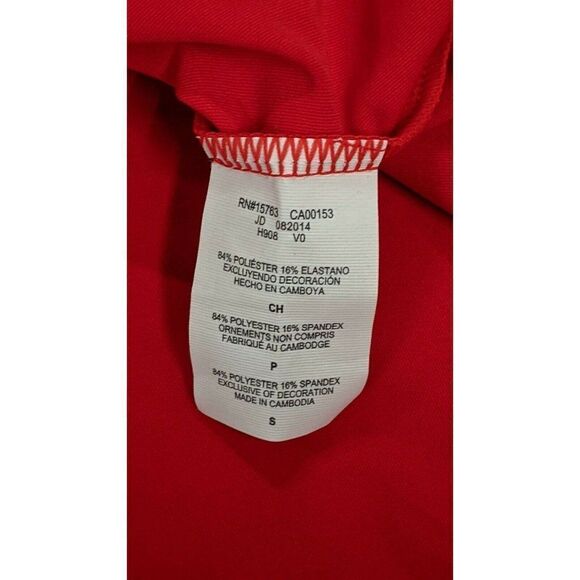 RN#15763 CA00153
JD 082014
H908 V0
84% POLIÉSTER 16% ELASTANO
EXCLUYENDO DECORACIÓN
HECHO EN CAMBOYA
CH
84% POLYESTER 16% SPANDEX
ORNEMENTS NON COMPRIS
FABRIQUÉ AU CAMBODGE
P
84% POLYESTER 16% SPANDEX
EXCLUSIVE OF DECORATION
MADE IN CAMBODIA
S